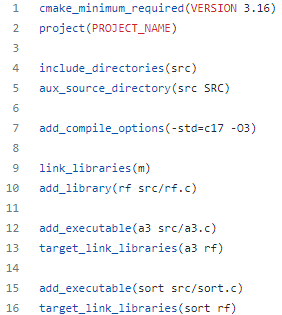 1 cmake_minimum_required(VERSION 3.16)
2 project(PROJECT_NAME)
3
4 include_directories(src)
5 aux_source_directory(src SRC)
6
7 add_compile_options(-std=c17 -O3)
8
9 link_libraries(m)
10 add_library(rf src/rf.c)
11
12 add_executable(a3 src/a3.c)
13 target_link_libraries(a3 rf)
14
15 add_executable(sort src/sort.c)
16 target_link_libraries(sort rf)